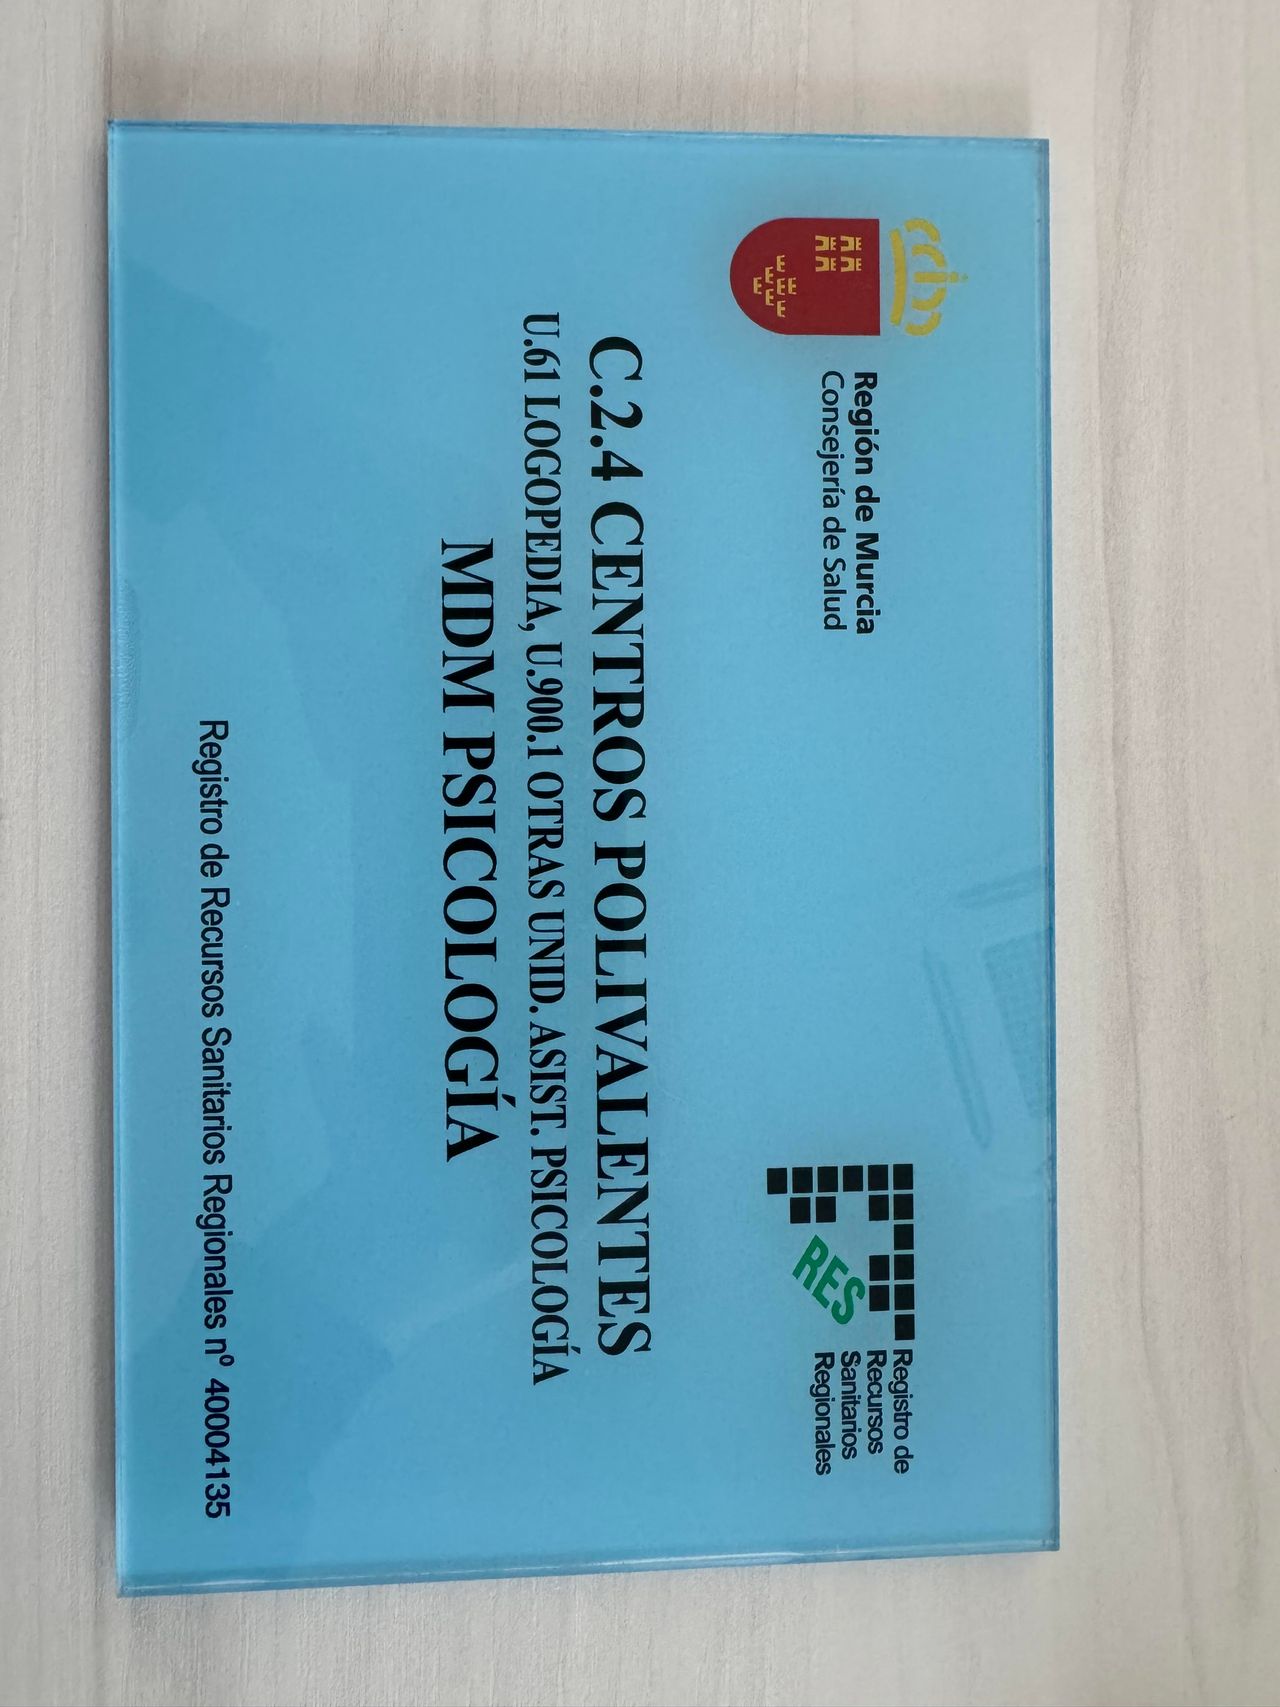 Región de Murcia
Consejería de Salud
RES
Registro de
Recursos
Sanitarios
Regionales
C.2.4 CENTROS POLIVALENTES
U.61 LOGOPEDIA, U.900.1 OTRAS UNID. ASIST. PSICOLOGÍA
MDM PSICOLOGÍA
Registro de Recursos Sanitarios Regionales nº 40004135